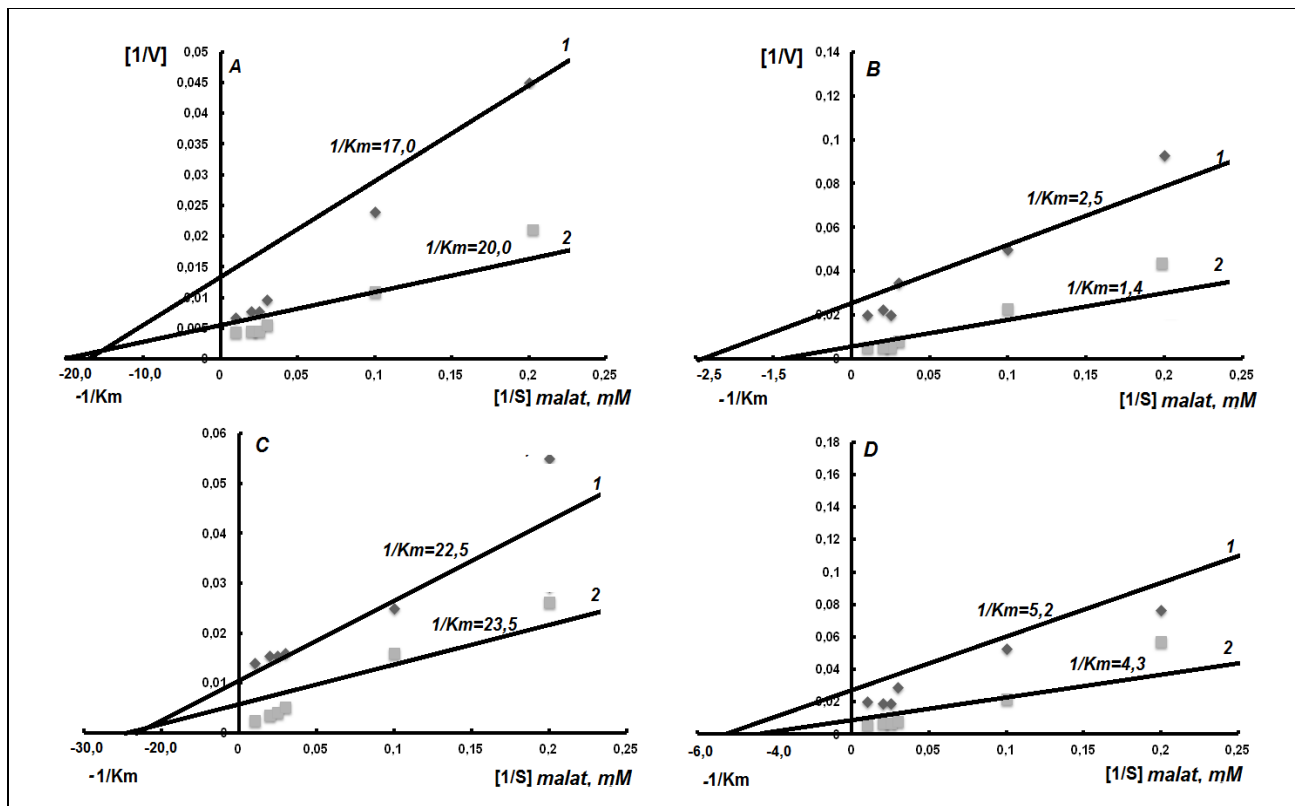 [1/V]
A
0,05
0,045
0,04
0,035
0,03
0,025
0,02
0,015
0,01
0,005
0
1
1/Km=17,0
2
1/Km=20,0
-20,0 -10,0 0 0,05 0,1 0,15 0,2 0,25
-1/Km [1/S] malat, mM
[1/V]
B
0,14
0,12
0,1
0,08
0,06
0,04
0,02
0
1
1/Km=2,5
2
1/Km=1,4
-2,5 -1,5 0 0,05 0,1 0,15 0,2 0,25
-1/Km [1/S] malat, mM
C
0,06
0,05
0,04
0,03
0,02
0,01
0
1
1/Km=22,5
2
1/Km=23,5
-30,0 -20,0 0 0,05 0,1 0,15 0,2 0,25
-1/Km [1/S] malat, mM
D
0,18
0,16
0,14
0,12
0,1
0,08
0,06
0,04
0,02
0
1
1/Km=5,2
2
1/Km=4,3
-6,0 -4,0 0 0,05 0,1 0,15 0,2 0,25
-1/Km [1/S] malat, mM